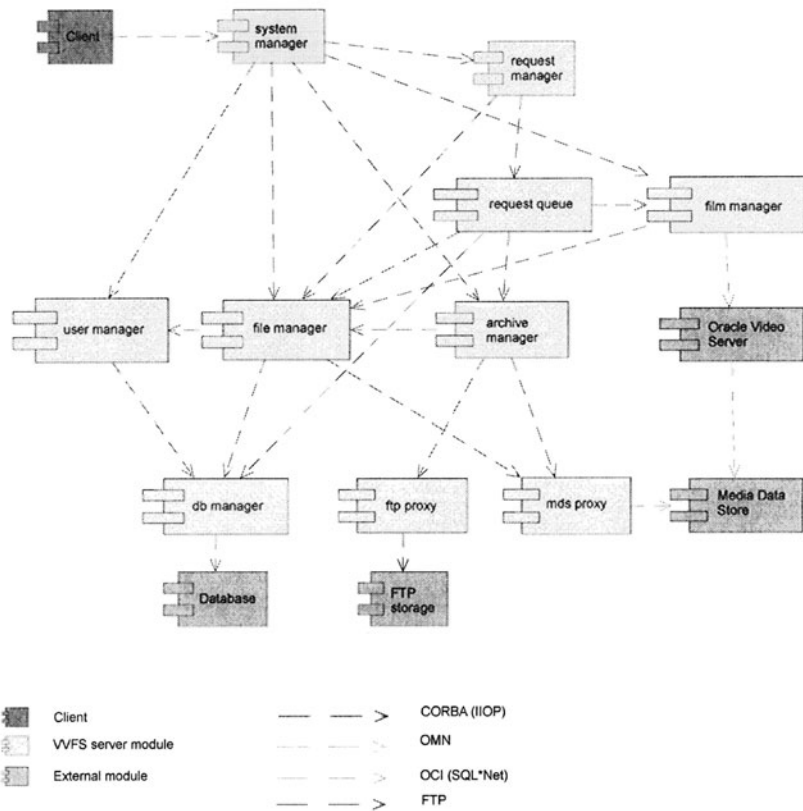 Client
system
manager
request
manager
request queue
film manager
user manager
file manager
archive
manager
Oracle Video
Server
db manager
ftp proxy
mds proxy
Media Data
Store
Database
FTP
storage
Client
VVFS server module
External module
CORBA (IIOP)
OMN
OCI (SQL*Net)
FTP